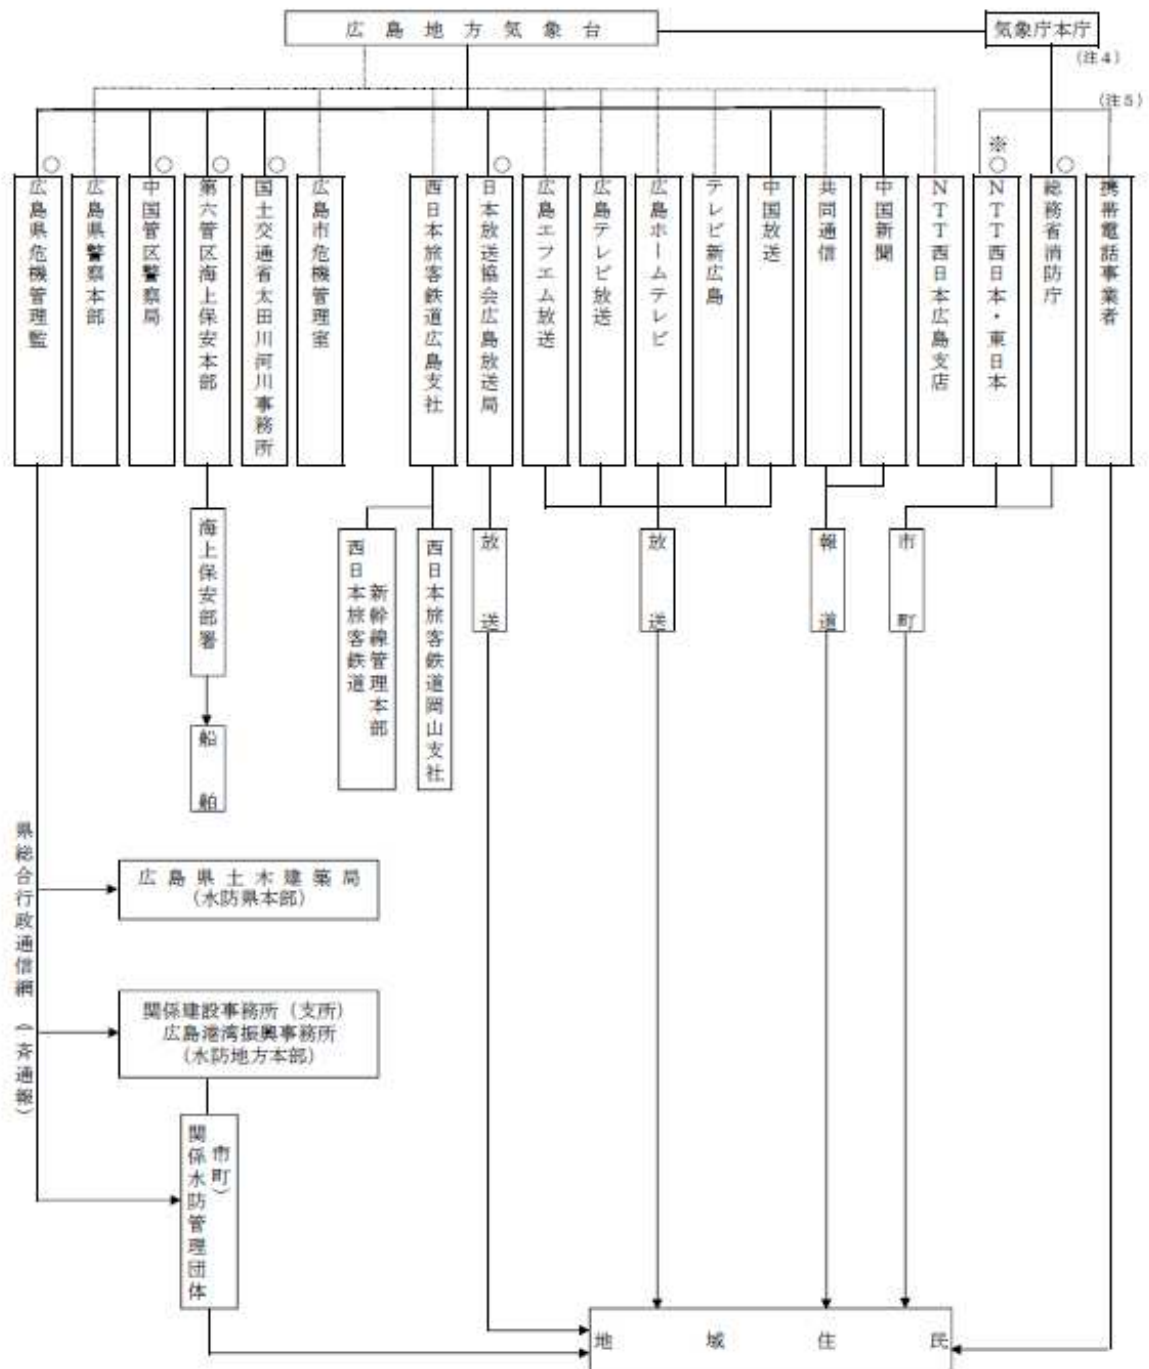 広島地方気象台
気象庁本庁
(注4)
(注5)
※
○
○
○
○
○
○
○
広島県危機管理監
広島県警察本部
中国管区警察局
第六管区海上保安本部
国土交通省太田川河川事務所
広島市危機管理室
西日本旅客鉄道広島支社
日本放送協会広島放送局
広島エフエム放送
広島テレビ放送
広島ホームテレビ
テレビ新広島
中国放送
共同通信
中国新聞
NTT西日本広島支店
NTT西日本・東日本
総務省消防庁
携帯電話事業者
海上保安部署
船舶
西日本旅客鉄道
新幹線管理本部
西日本旅客鉄道岡山支社
放送
放送
報道
市町
県総合行政通信網(一斉通報)
広島県土木建築局
(水防県本部)
関係建設事務所(支所)
広島港湾振興事務所
(水防地方本部)
関係水防管理団体
市町)
地域住民